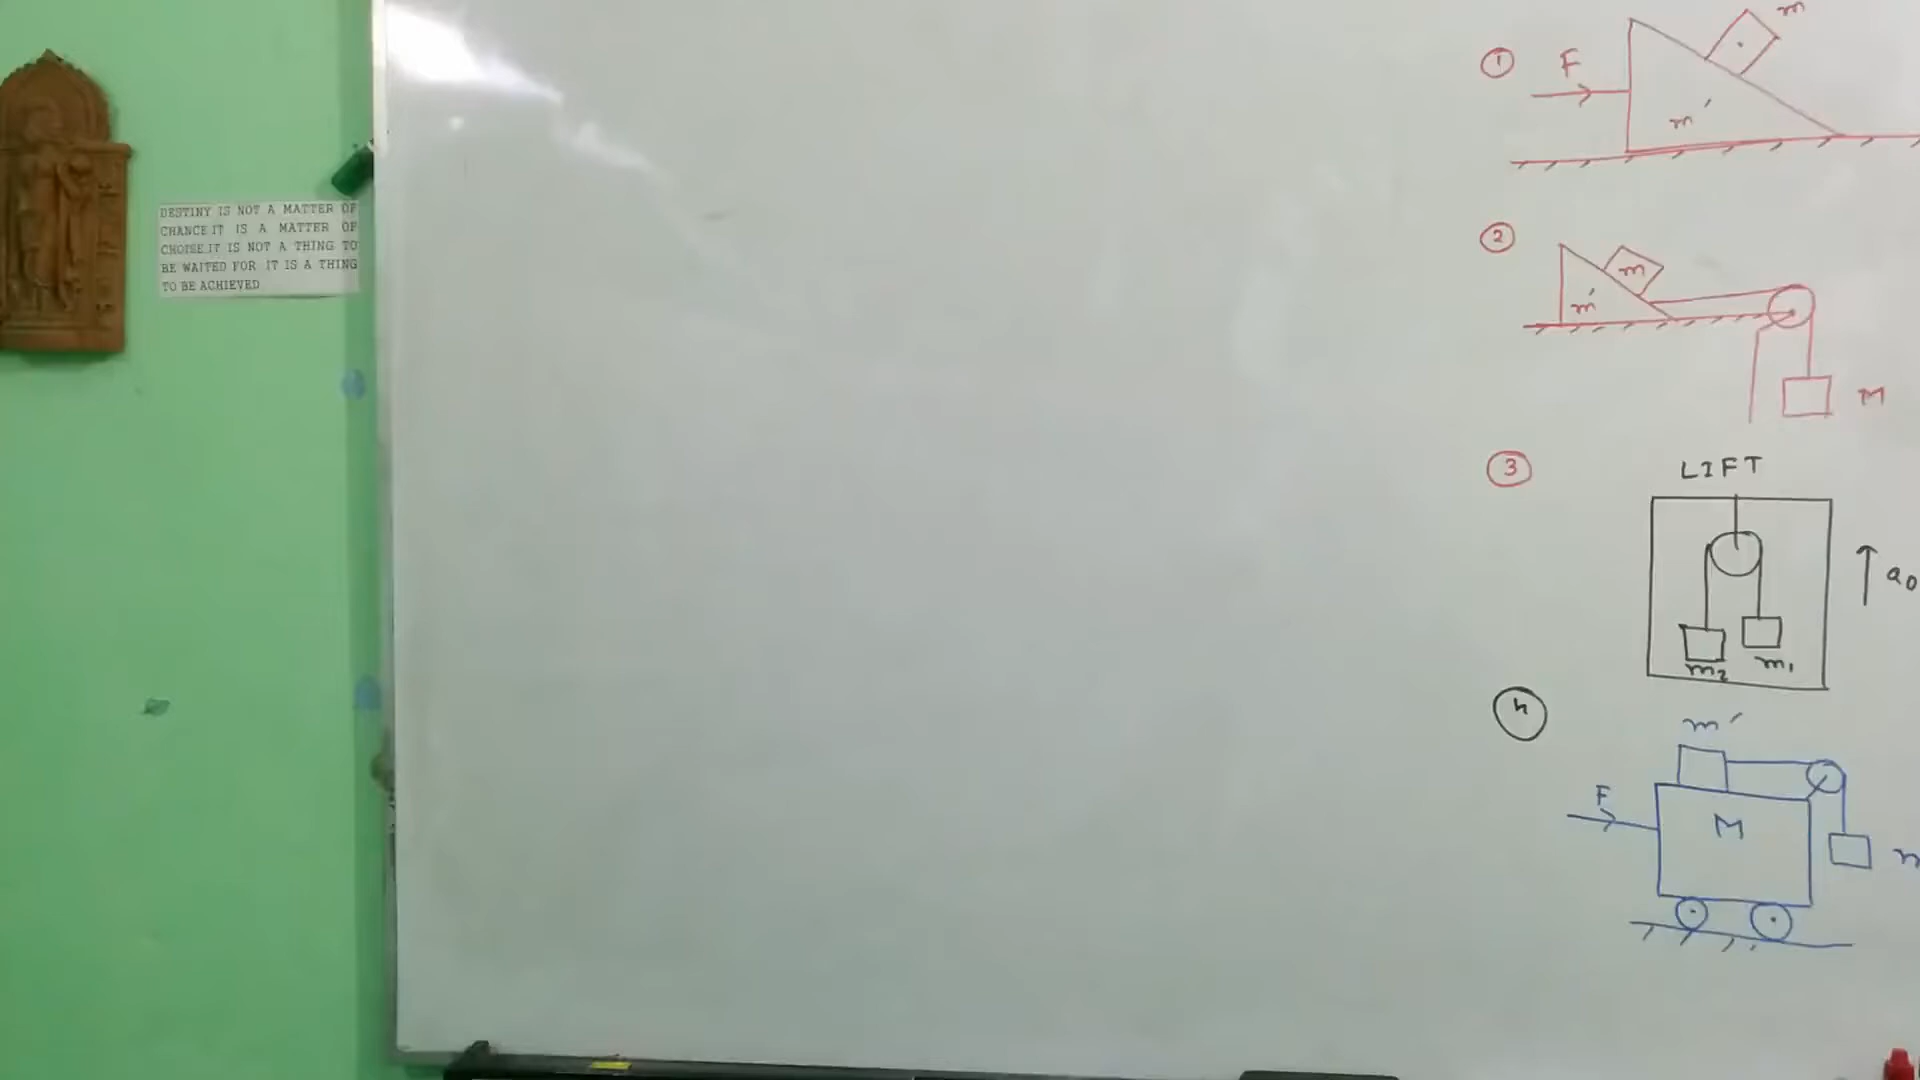 DESTINY IS NOT A MATTER OF
CHANCE.IT IS A MATTER OF
CHOISE.IT IS NOT A THING TO
BE WAITED FOR IT IS A THING
TO BE ACHIEVED
1
F
m
m'
2
m
m'
M
3
LIFT
a0
m2
m1
4
m'
F
M
m